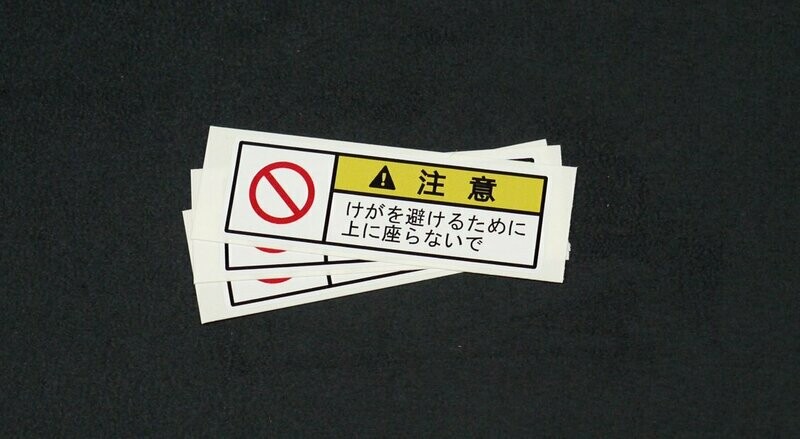 注意
けがを避けるために
上に座らないで